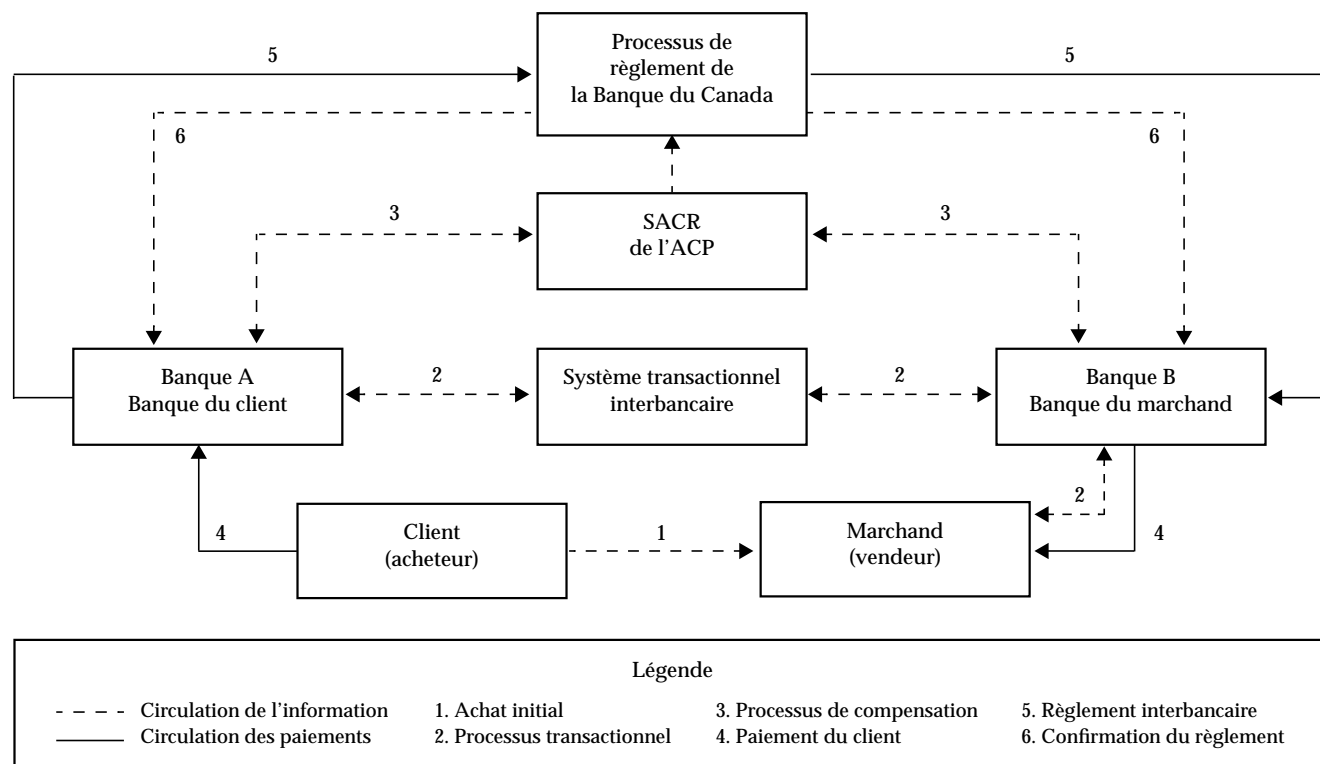 5
Processus de
règlement de
la Banque du Canada
5
6
6
3
SACR
de l’ACP
3
Banque A
Banque du client
2
Système transactionnel
interbancaire
2
Banque B
Banque du marchand
4
Client
(acheteur)
1
Marchand
(vendeur)
2
4
Légende
Circulation de l’information
1. Achat initial
3. Processus de compensation
5. Règlement interbancaire
Circulation des paiements
2. Processus transactionnel
4. Paiement du client
6. Confirmation du règlement